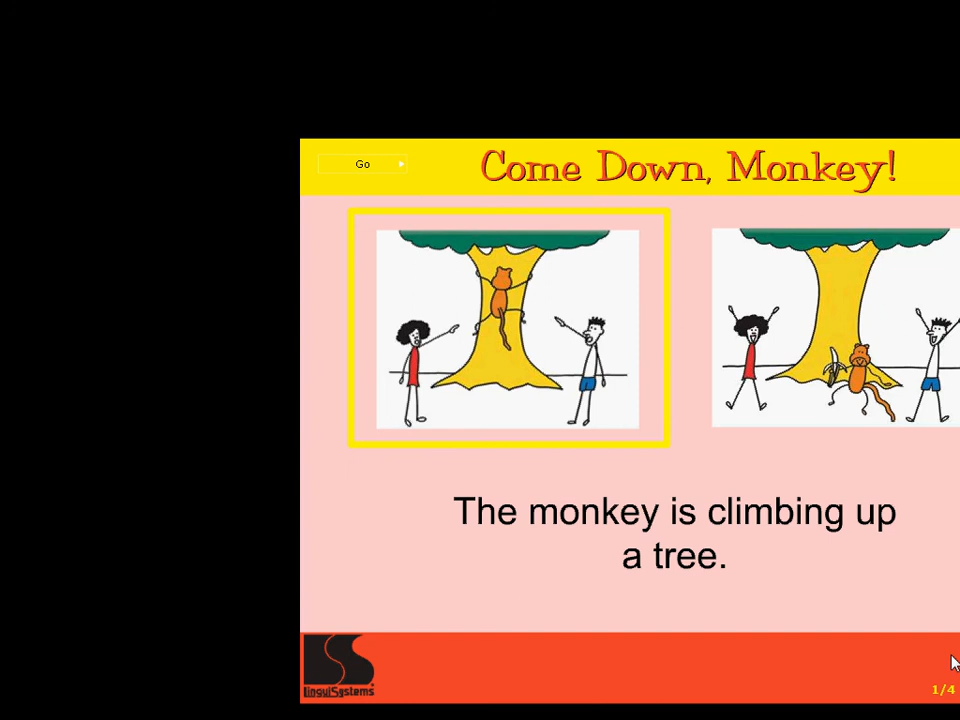 Go
Come Down, Monkey!
The monkey is climbing up
a tree.
LinguiSystems
1/4